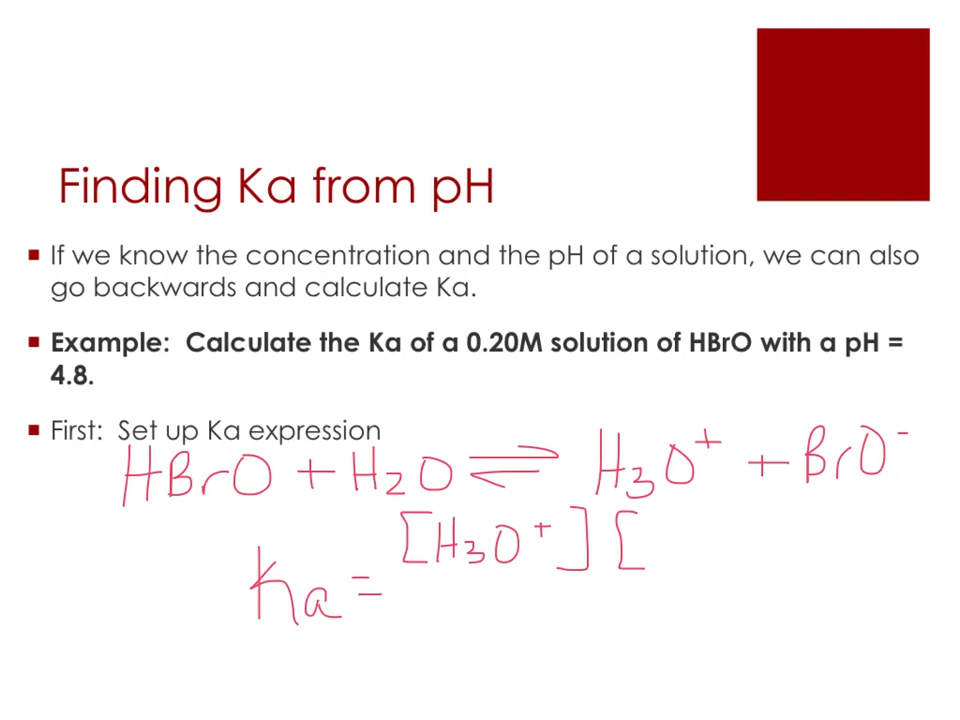 Finding Ka from pH
▪ If we know the concentration and the pH of a solution, we can also
go backwards and calculate Ka.
▪ Example: Calculate the Ka of a 0.20M solution of HBrO with a pH =
4.8.
▪ First: Set up Ka expression
HBrO + H2O ⇌ H3O⁺ + BrO⁻
[H3O⁺] [
Ka =